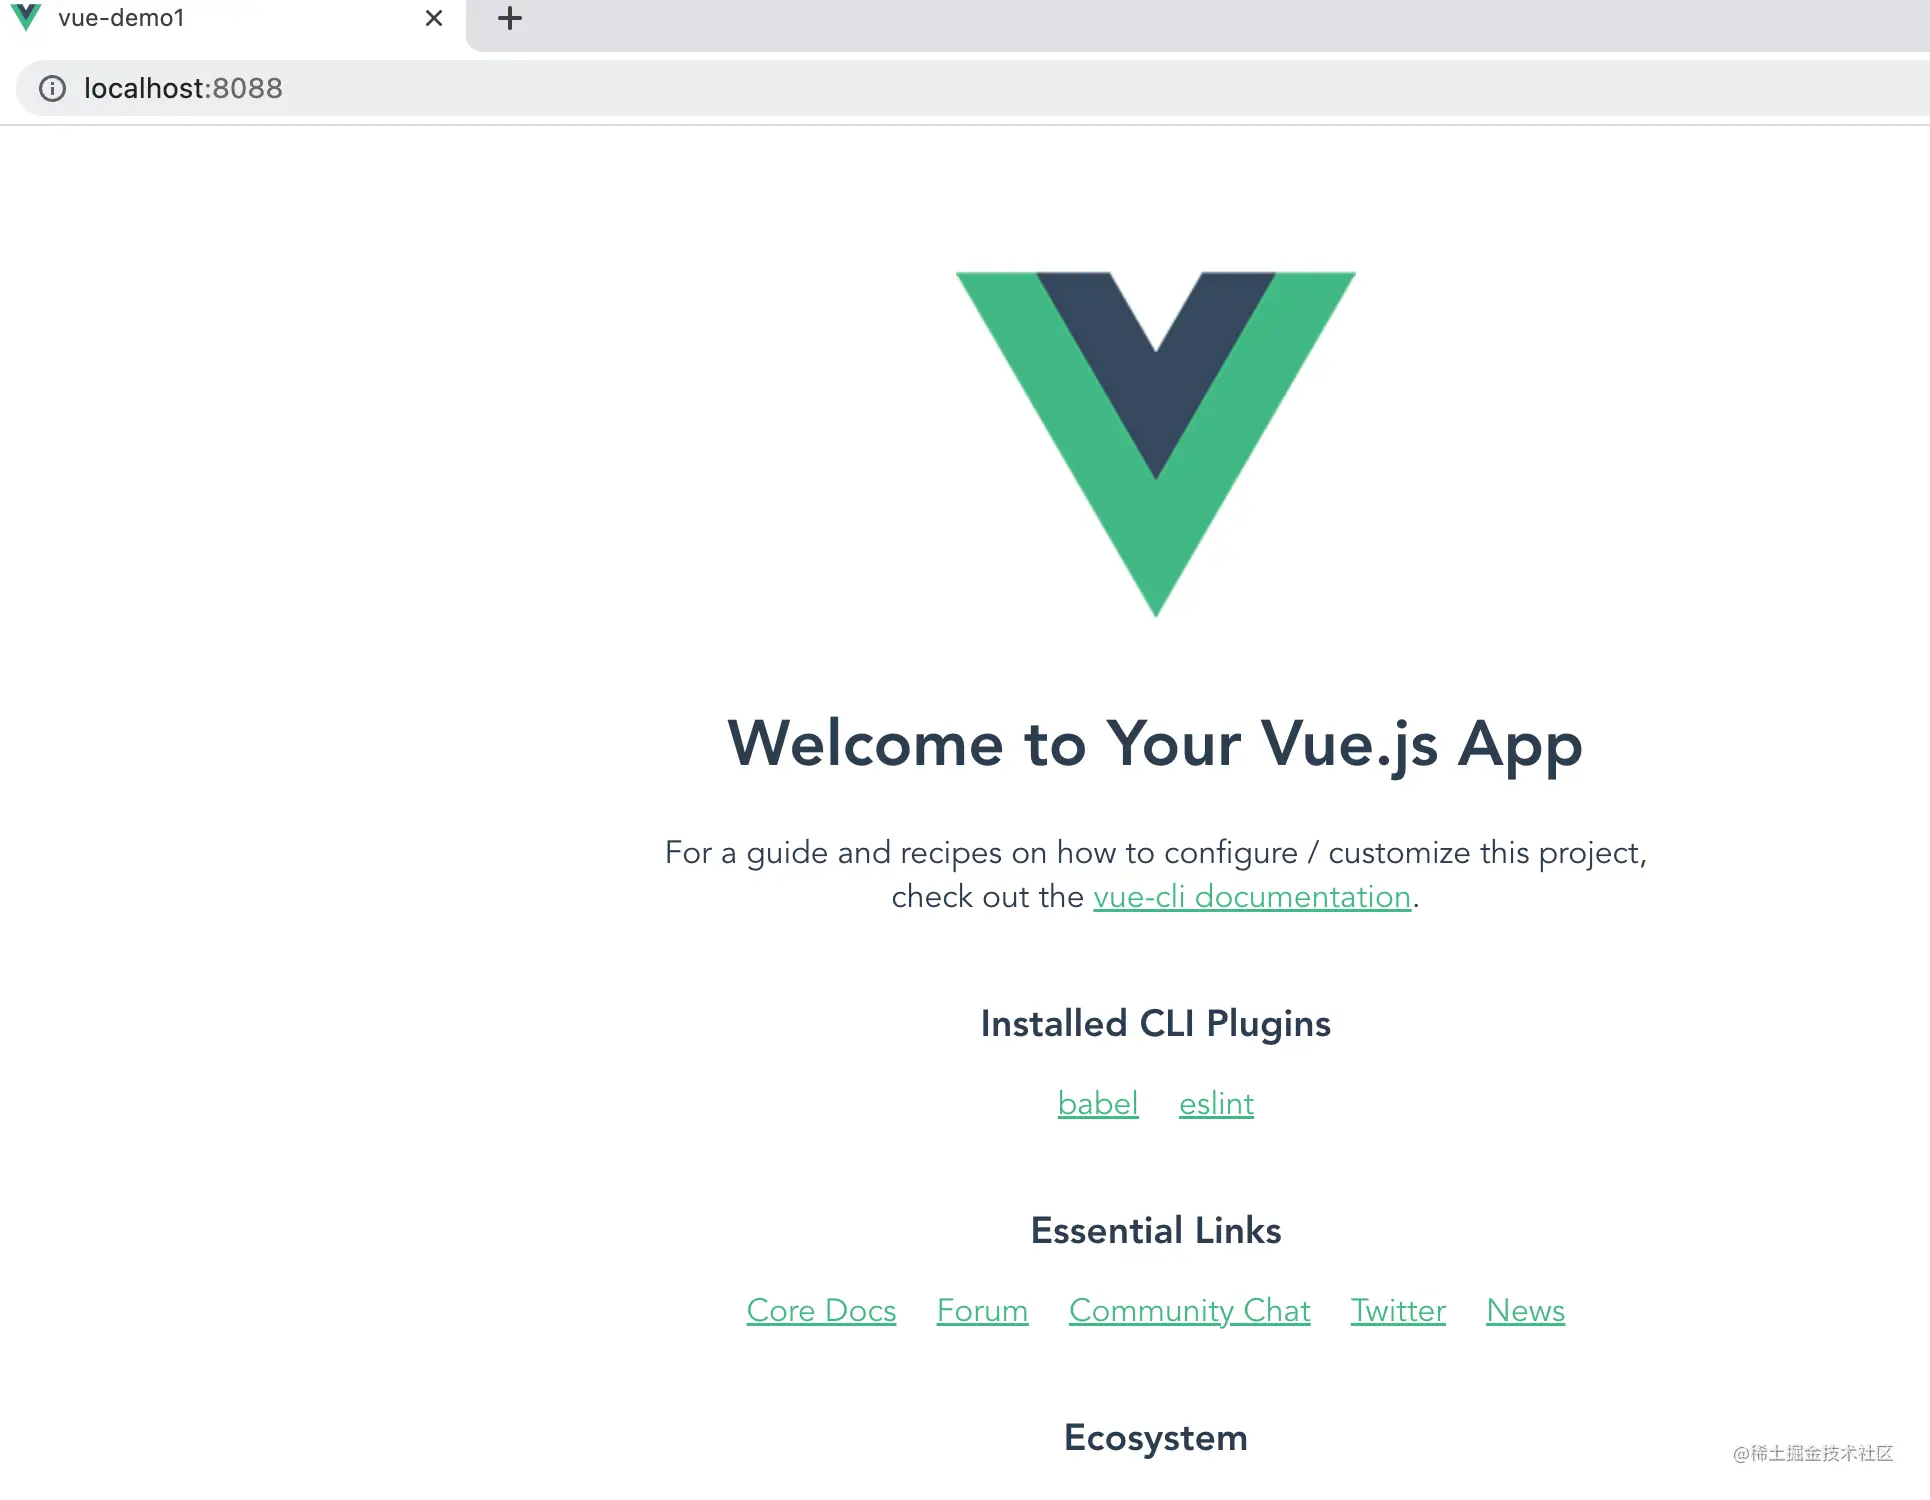 vue-demo1
localhost:8088
Welcome to Your Vue.js App
For a guide and recipes on how to configure / customize this project,
check out the vue-cli documentation.
Installed CLI Plugins
babel eslint
Essential Links
Core Docs Forum Community Chat Twitter News
Ecosystem
@稀土掘金技术社区